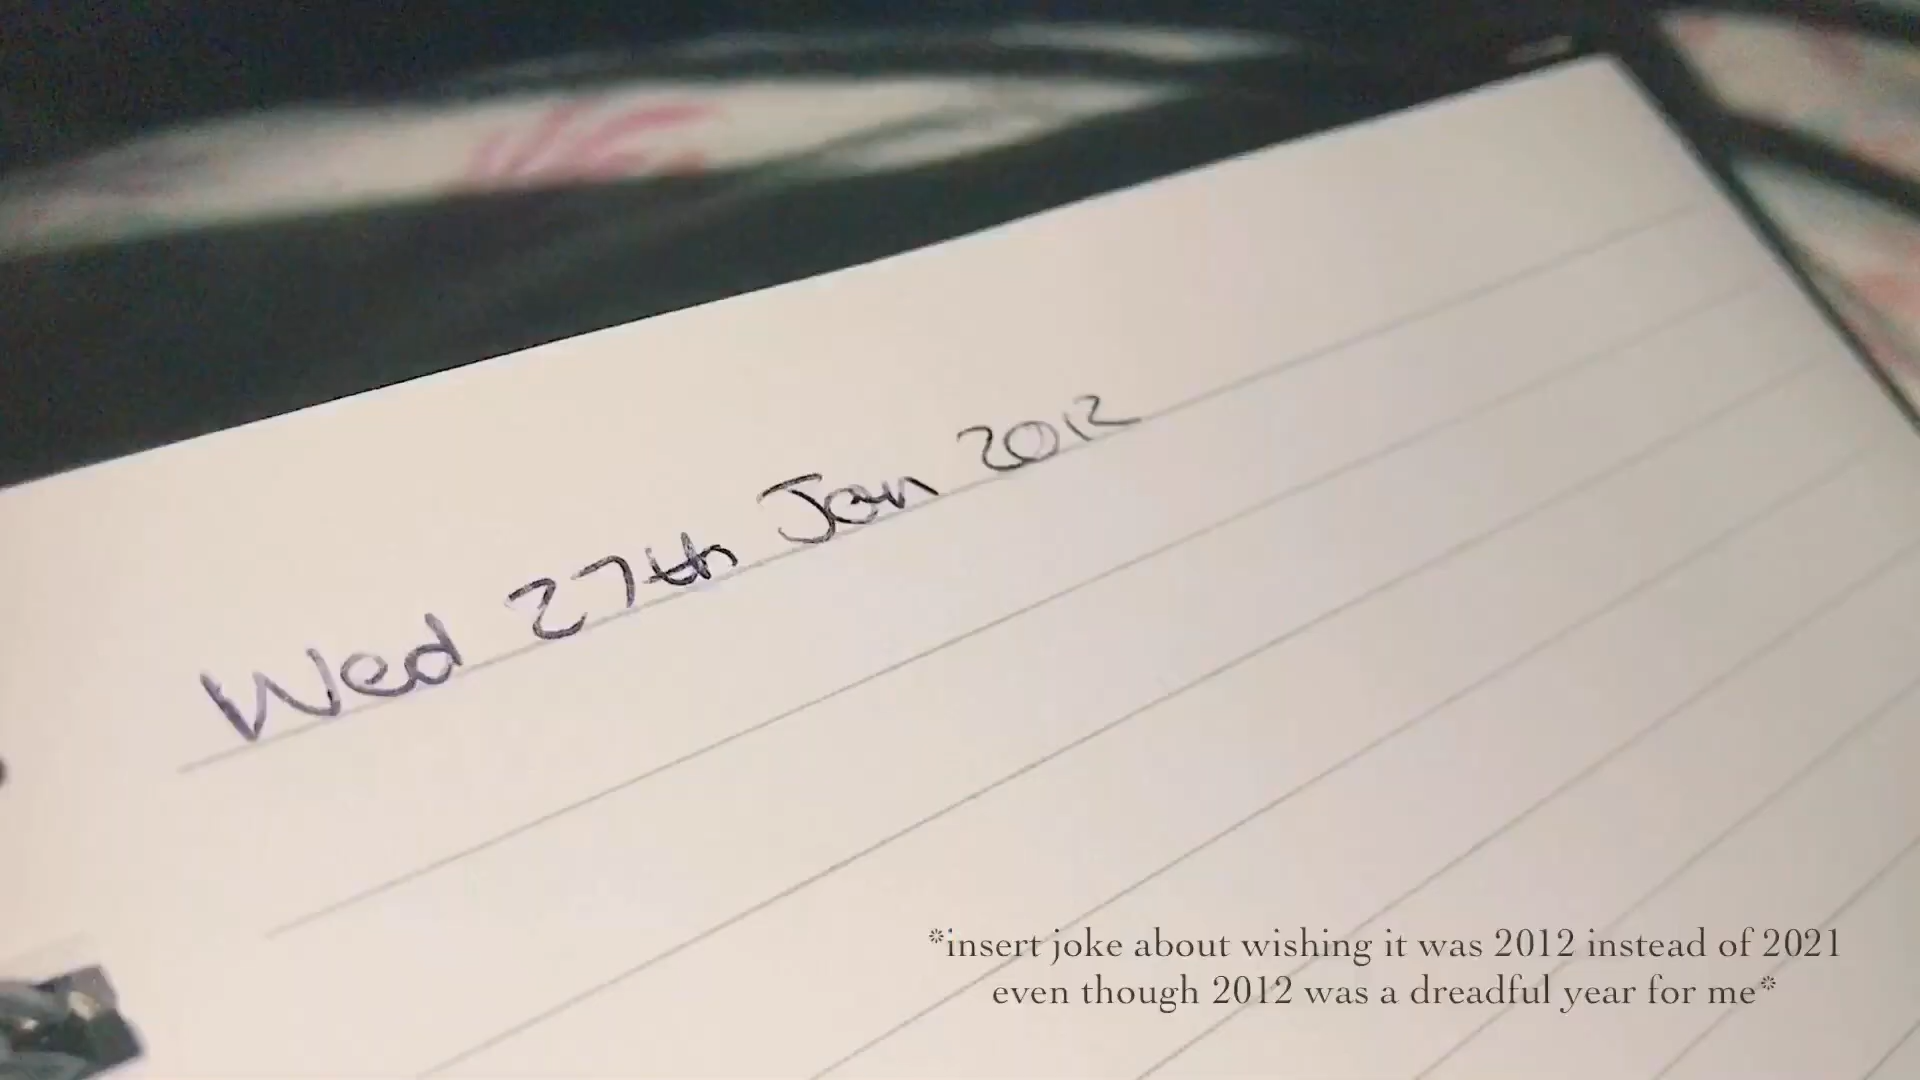 Wed 27th Jan 2012
*insert joke about wishing it was 2012 instead of 2021
even though 2012 was a dreadful year for me*